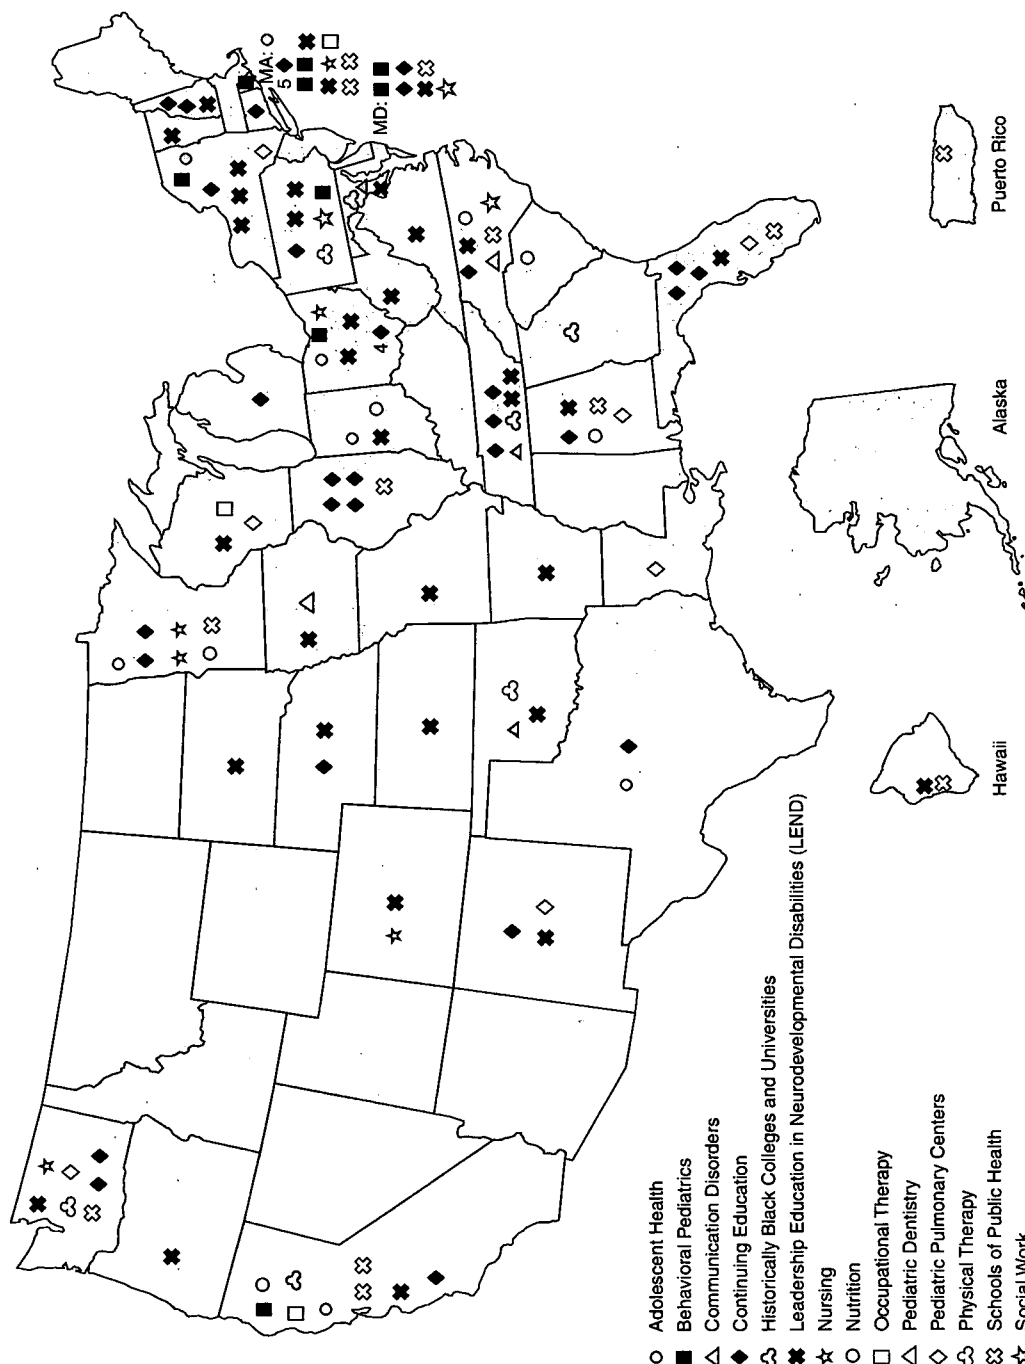 MA:
5
MD:
4
Puerto Rico
Alaska
Hawaii
Adolescent Health
Behavioral Pediatrics
Communication Disorders
Continuing Education
Historically Black Colleges and Universities
Leadership Education in Neurodevelopmental Disabilities (LEND)
Nursing
Nutrition
Occupational Therapy
Pediatric Dentistry
Pediatric Pulmonary Centers
Physical Therapy
Schools of Public Health
Social Work